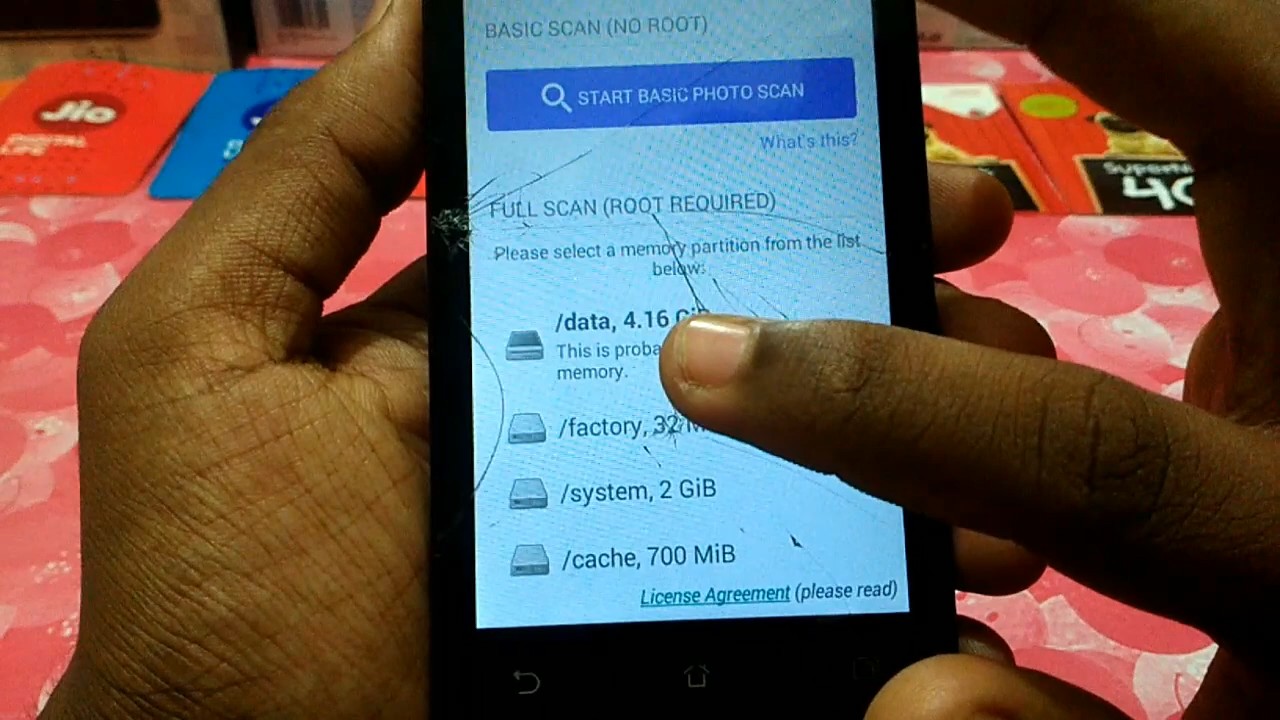 BASIC SCAN (NO ROOT)
START BASIC PHOTO SCAN
What's this?
FULL SCAN (ROOT REQUIRED)
Please select a memory partition from the list
below:
/data, 4.16
This is
memory.
/factory, 32
/system, 2 GiB
/cache, 700 MiB
License Agreement (please read)
Jio